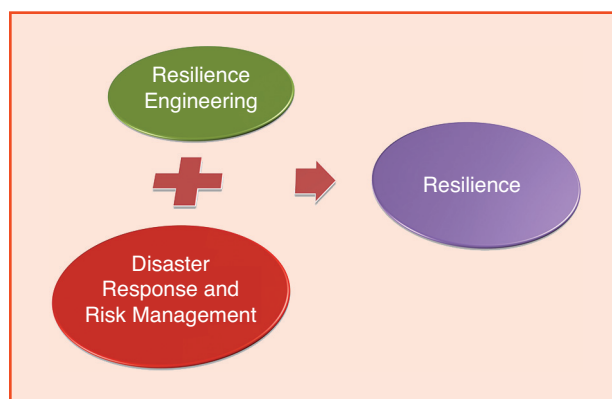 Resilience
Engineering
Disaster
Response and
Risk Management
Resilience